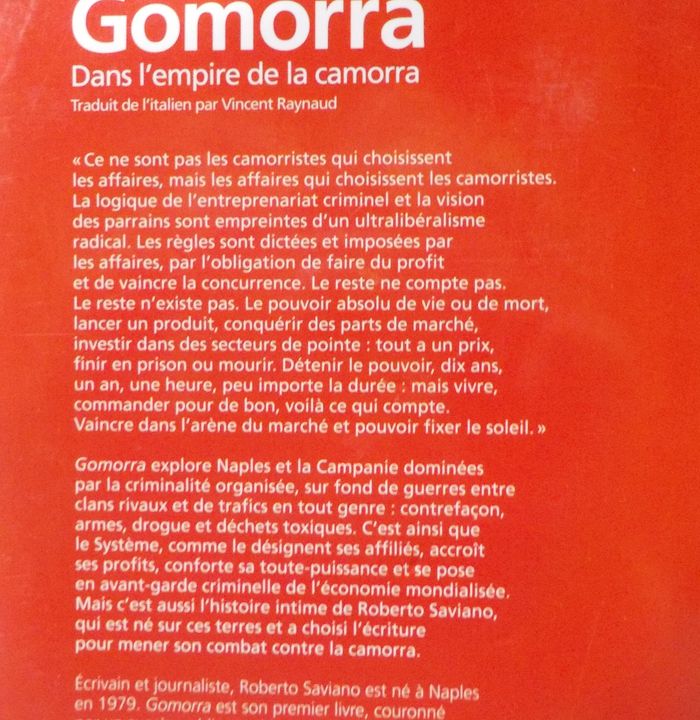 Gomorra
Dans l'empire de la camorra
Traduit de l'italien par Vincent Raynaud
« Ce ne sont pas les camorristes qui choisissent
les affaires, mais les affaires qui choisissent les camorristes.
La logique de l'entreprenariat criminel et la vision
des parrains sont empreintes d'un ultralibéralisme
radical. Les règles sont dictées et imposées par
les affaires, par l'obligation de faire du profit
et de vaincre la concurrence. Le reste ne compte pas.
Le reste n'existe pas. Le pouvoir absolu de vie ou de mort,
lancer un produit, conquérir des parts de marché,
investir dans des secteurs de pointe : tout a un prix,
finir en prison ou mourir. Détenir le pouvoir, dix ans,
un an, une heure, peu importe la durée : mais vivre,
commander pour de bon, voilà ce qui compte.
Vaincre dans l'arène du marché et pouvoir fixer le soleil. »
Gomorra explore Naples et la Campanie dominées
par la criminalité organisée, sur fond de guerres entre
clans rivaux et de trafics en tout genre : contrefaçon,
armes, drogue et déchets toxiques. C'est ainsi que
le Système, comme le désignent ses affiliés, accroît
ses profits, conforte sa toute-puissance et se pose
en avant-garde criminelle de l'économie mondialisée.
Mais c'est aussi l'histoire intime de Roberto Saviano,
qui est né sur ces terres et a choisi l'écriture
pour mener son combat contre la camorra.
Écrivain et journaliste, Roberto Saviano est né à Naples
en 1979. Gomorra est son premier livre, couronné